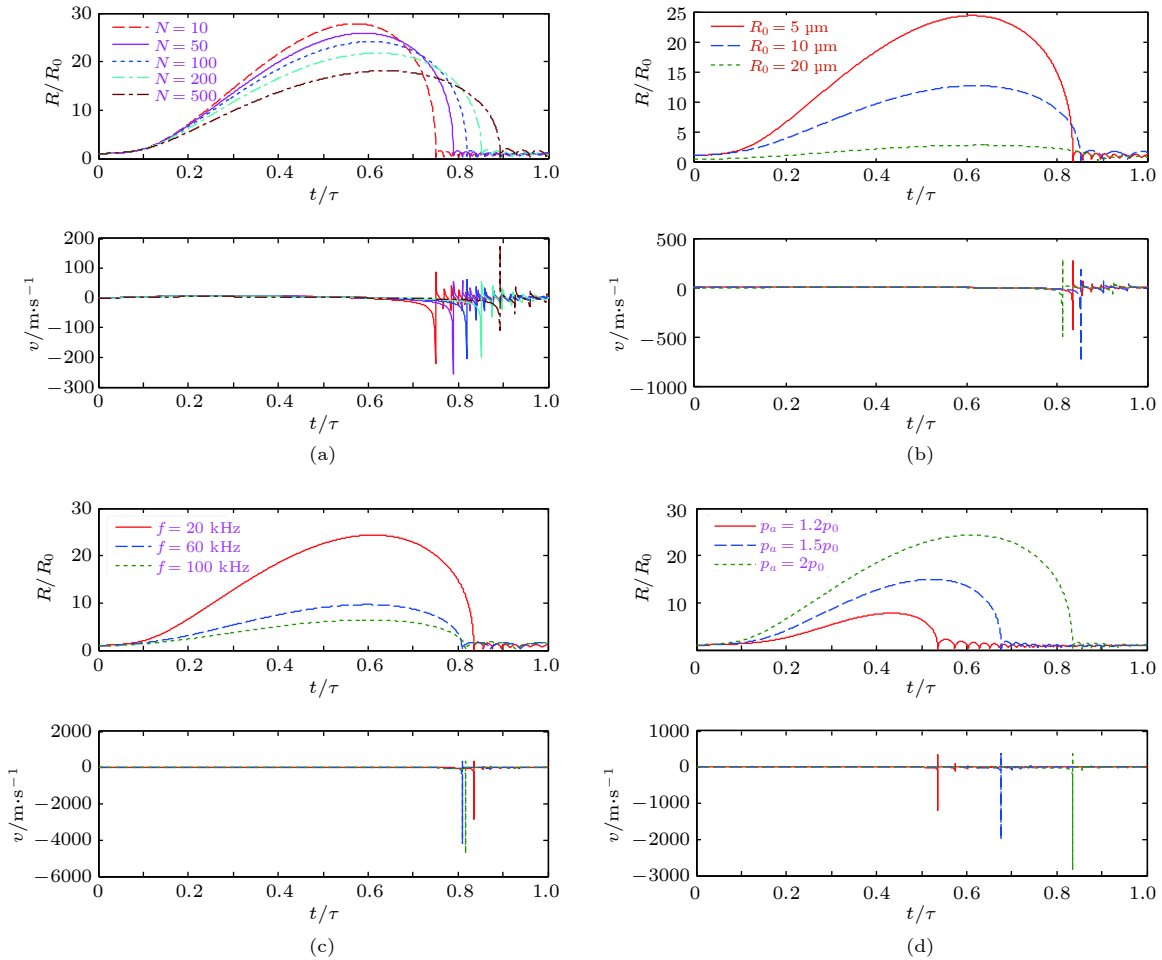 30
20
10
0
R/R₀
N = 10
N = 50
N = 100
N = 200
N = 500
0 0.2 0.4 0.6 0.8 1.0
t/τ
200
100
0
−100
−200
−300
v/m·s⁻¹
0 0.2 0.4 0.6 0.8 1.0
t/τ
(a)
25
20
15
10
5
0
R/R₀
R₀ = 5 µm
R₀ = 10 µm
R₀ = 20 µm
0 0.2 0.4 0.6 0.8 1.0
t/τ
500
0
−500
−1000
v/m·s⁻¹
0 0.2 0.4 0.6 0.8 1.0
t/τ
(b)
30
20
10
0
R/R₀
f = 20 kHz
f = 60 kHz
f = 100 kHz
0 0.2 0.4 0.6 0.8 1.0
t/τ
2000
0
−2000
−4000
−6000
v/m·s⁻¹
0 0.2 0.4 0.6 0.8 1.0
t/τ
(c)
30
20
10
R/R₀
pₐ = 1.2p₀
pₐ = 1.5p₀
pₐ = 2p₀
0 0.2 0.4 0.6 0.8 1.0
t/τ
1000
0
−1000
−2000
−3000
v/m·s⁻¹
0 0.2 0.4 0.6 0.8 1.0
t/τ
(d)